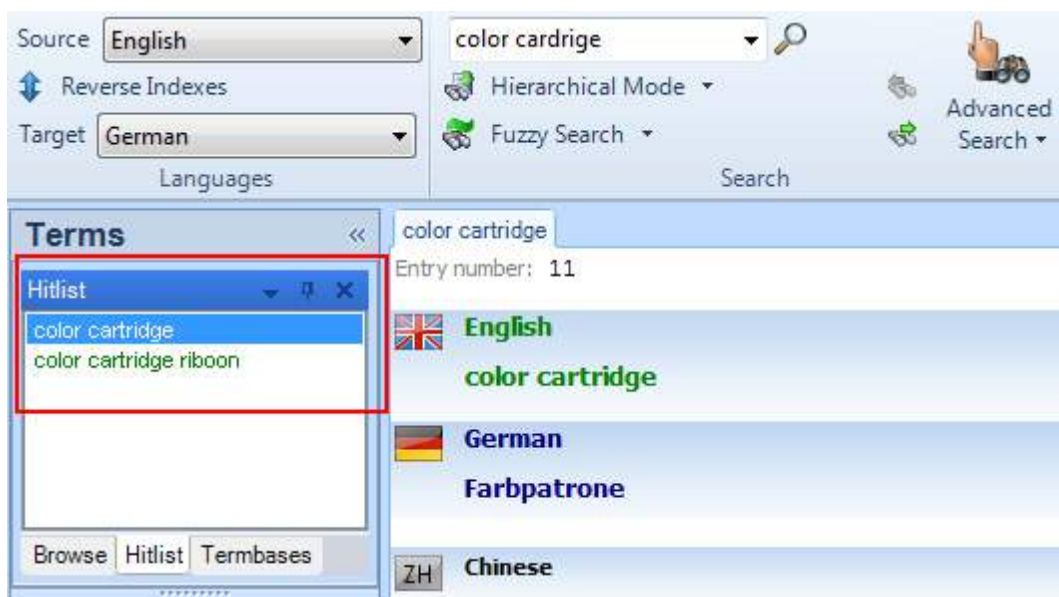 Source English
Reverse Indexes
Target German
Languages
color cardrige
Hierarchical Mode
Fuzzy Search
Advanced
Search
Search
Terms
Hitlist
color cartridge
color cartridge riboon
Browse Hitlist Termbases
color cartridge
Entry number: 11
English
color cartridge
German
Farbpatrone
ZH Chinese